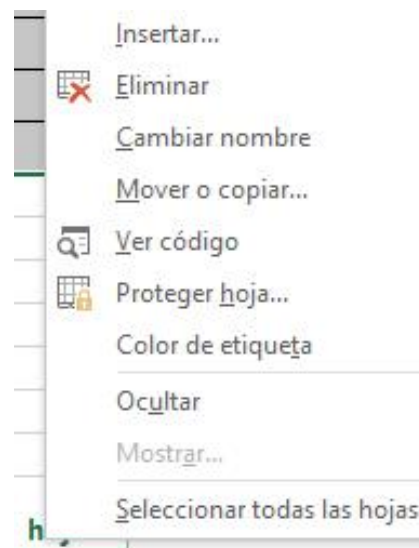 Insertar...
Eliminar
Cambiar nombre
Mover o copiar...
Ver código
Proteger hoja...
Color de etiqueta
Ocultar
Mostrar...
Seleccionar todas las hojas